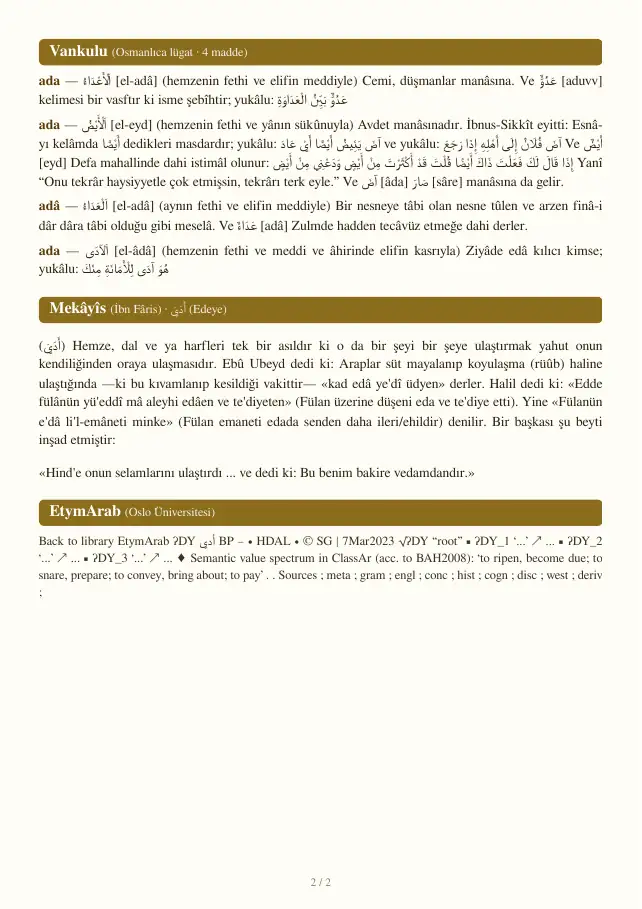 Vankulu (Osmanlıca lügat · 4 madde)
ada — اَلْأَعْدَاءُ [el-adâ] (hemzenin fethi ve elifin meddiyle) Cemi, düşmanlar manâsına. Ve عَدُوٌّ [aduvv]
kelimesi bir vasftır ki isme şebîhtir; yukâlu: عَدُوٌّ بَيِّنُ الْعَدَاوَةِ
ada — اَلْأَيْضُ [el-eyd] (hemzenin fethi ve yânın sükûnuyla) Avdet manâsınadır. İbnus-Sikkît eyitti: Esnâ-
yı kelâmda أَيْضًا dedikleri masdardır; yukâlu: آضَ يَئِيضُ أَيْضًا أَيْ عَادَ ve yukâlu: آضَ فُلَانٌ إِلَى أَهْلِهِ إِذَا رَجَعَ Ve أَيْضٌ
[eyd] Defa mahallinde dahi istimâl olunur: إِذَا قَالَ لَكَ فَعَلْتَ ذَاكَ أَيْضًا قُلْتَ قَدْ أَكْثَرْتَ مِنْ أَيْضٍ وَدَعْنِي مِنْ أَيْضٍ Yanî
“Onu tekrâr haysiyyetle çok etmişsin, tekrârı terk eyle.” Ve آضَ [âda] صَارَ [sâre] manâsına da gelir.
adâ — اَلْعَدَاءُ [el-adâ] (aynın fethi ve elifin meddiyle) Bir nesneye tâbi olan nesne tûlen ve arzen finâ-i
dâr dâra tâbi olduğu gibi meselâ. Ve عَدَاءٌ [adâ] Zulmde hadden tecâvüz etmeğe dahi derler.
ada — اَلْآدَى [el-âdâ] (hemzenin fethi ve meddi ve âhirinde elifin kasrıyla) Ziyâde edâ kılıcı kimse;
yukâlu: هُوَ آدَى لِلْأَمَانَةِ مِنْكَ
Mekâyîs (İbn Fâris) · أَدَيَ (Edeye)
(أَدَيَ) Hemze, dal ve ya harfleri tek bir asıldır ki o da bir şeyi bir şeye ulaştırmak yahut onun
kendiliğinden oraya ulaşmasıdır. Ebû Ubeyd dedi ki: Araplar süt mayalanıp koyulaşma (rüûb) haline
ulaştığında —ki bu kıvamlanıp kesildiği vakittir— «kad edâ ye'dî üdyen» derler. Halil dedi ki: «Edde
fülânün yü'eddî mâ aleyhi edâen ve te'diyeten» (Fülan üzerine düşeni eda ve te'diye etti). Yine «Fülanün
e'dâ li'l-emâneti minke» (Fülan emaneti edada senden daha ileri/ehildir) denilir. Bir başkası şu beyti
inşad etmiştir:
«Hind'e onun selamlarını ulaştırdı ... ve dedi ki: Bu benim bakire vedamdandır.»
EtymArab (Oslo Üniversitesi)
Back to library EtymArab ʔDY أدي BP – • HDAL • © SG | 7Mar2023 √ʔDY “root” ▪ ʔDY_1 ‘...’ ↗ ... ▪ ʔDY_2
‘...’ ↗ ... ▪ ʔDY_3 ‘...’ ↗ ... ♦ Semantic value spectrum in ClassAr (acc. to BAH2008): ‘to ripen, become due; to
snare, prepare; to convey, bring about; to pay’ . . Sources ; meta ; gram ; engl ; conc ; hist ; cogn ; disc ; west ; deriv
;
2 / 2